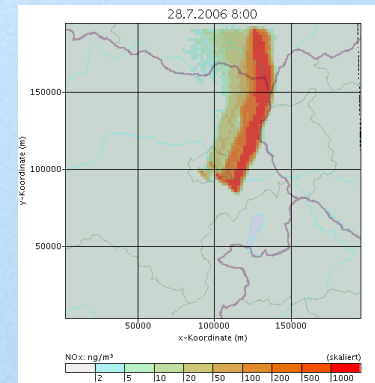 28.7.2006 8:00
y-Koordinate (m)
150000
100000
50000
50000 100000 150000
x-Koordinate (m)
NOx: ng/m³ (skaliert)
2 5 10 20 50 100 200 500 1000